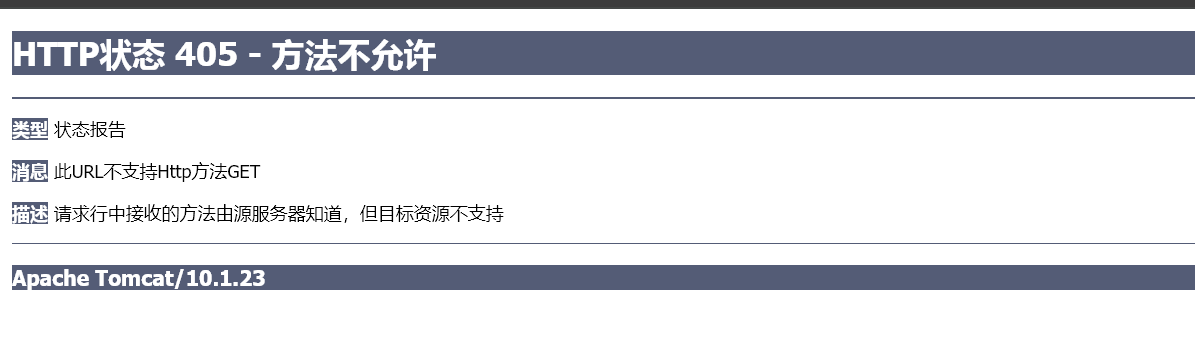 HTTP状态 405 - 方法不允许
类型 状态报告
消息 此URL不支持Http方法GET
描述 请求行中接收的方法由源服务器知道，但目标资源不支持
Apache Tomcat/10.1.23